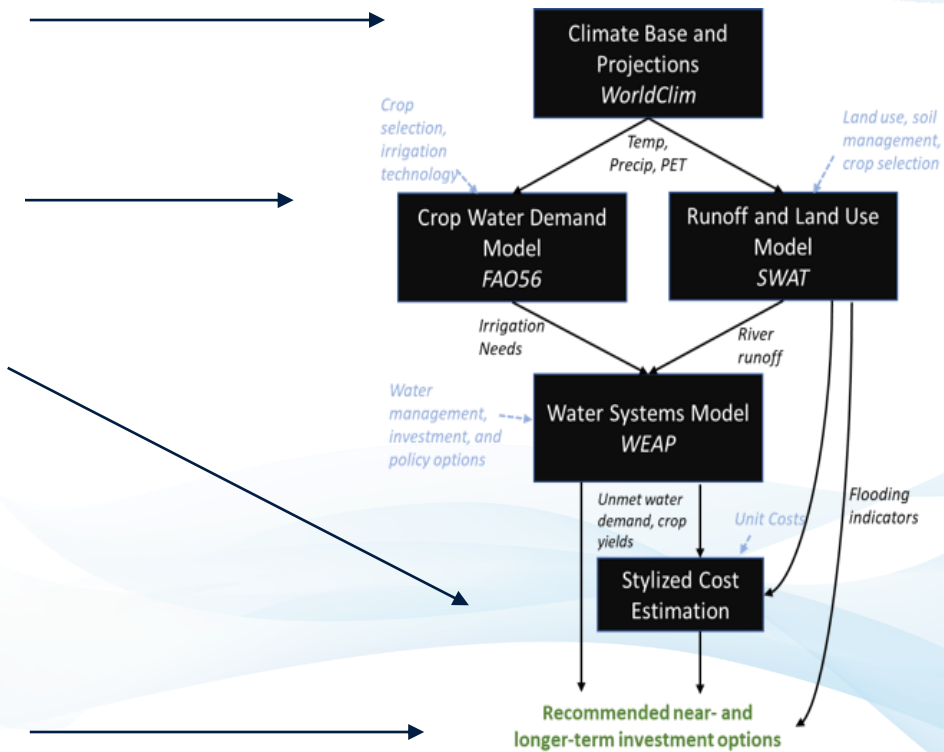 Climate Base and
Projections
WorldClim
Crop
selection,
irrigation
technology
Temp,
Precip, PET
Land use, soil
management,
crop selection
Crop Water Demand
Model
FAO56
Runoff and Land Use
Model
SWAT
Irrigation
Needs
River
runoff
Water
management,
investment, and
policy options
Water Systems Model
WEAP
Unmet water
demand, crop
yields
Unit Costs
Flooding
indicators
Stylized Cost
Estimation
Recommended near- and
longer-term investment options